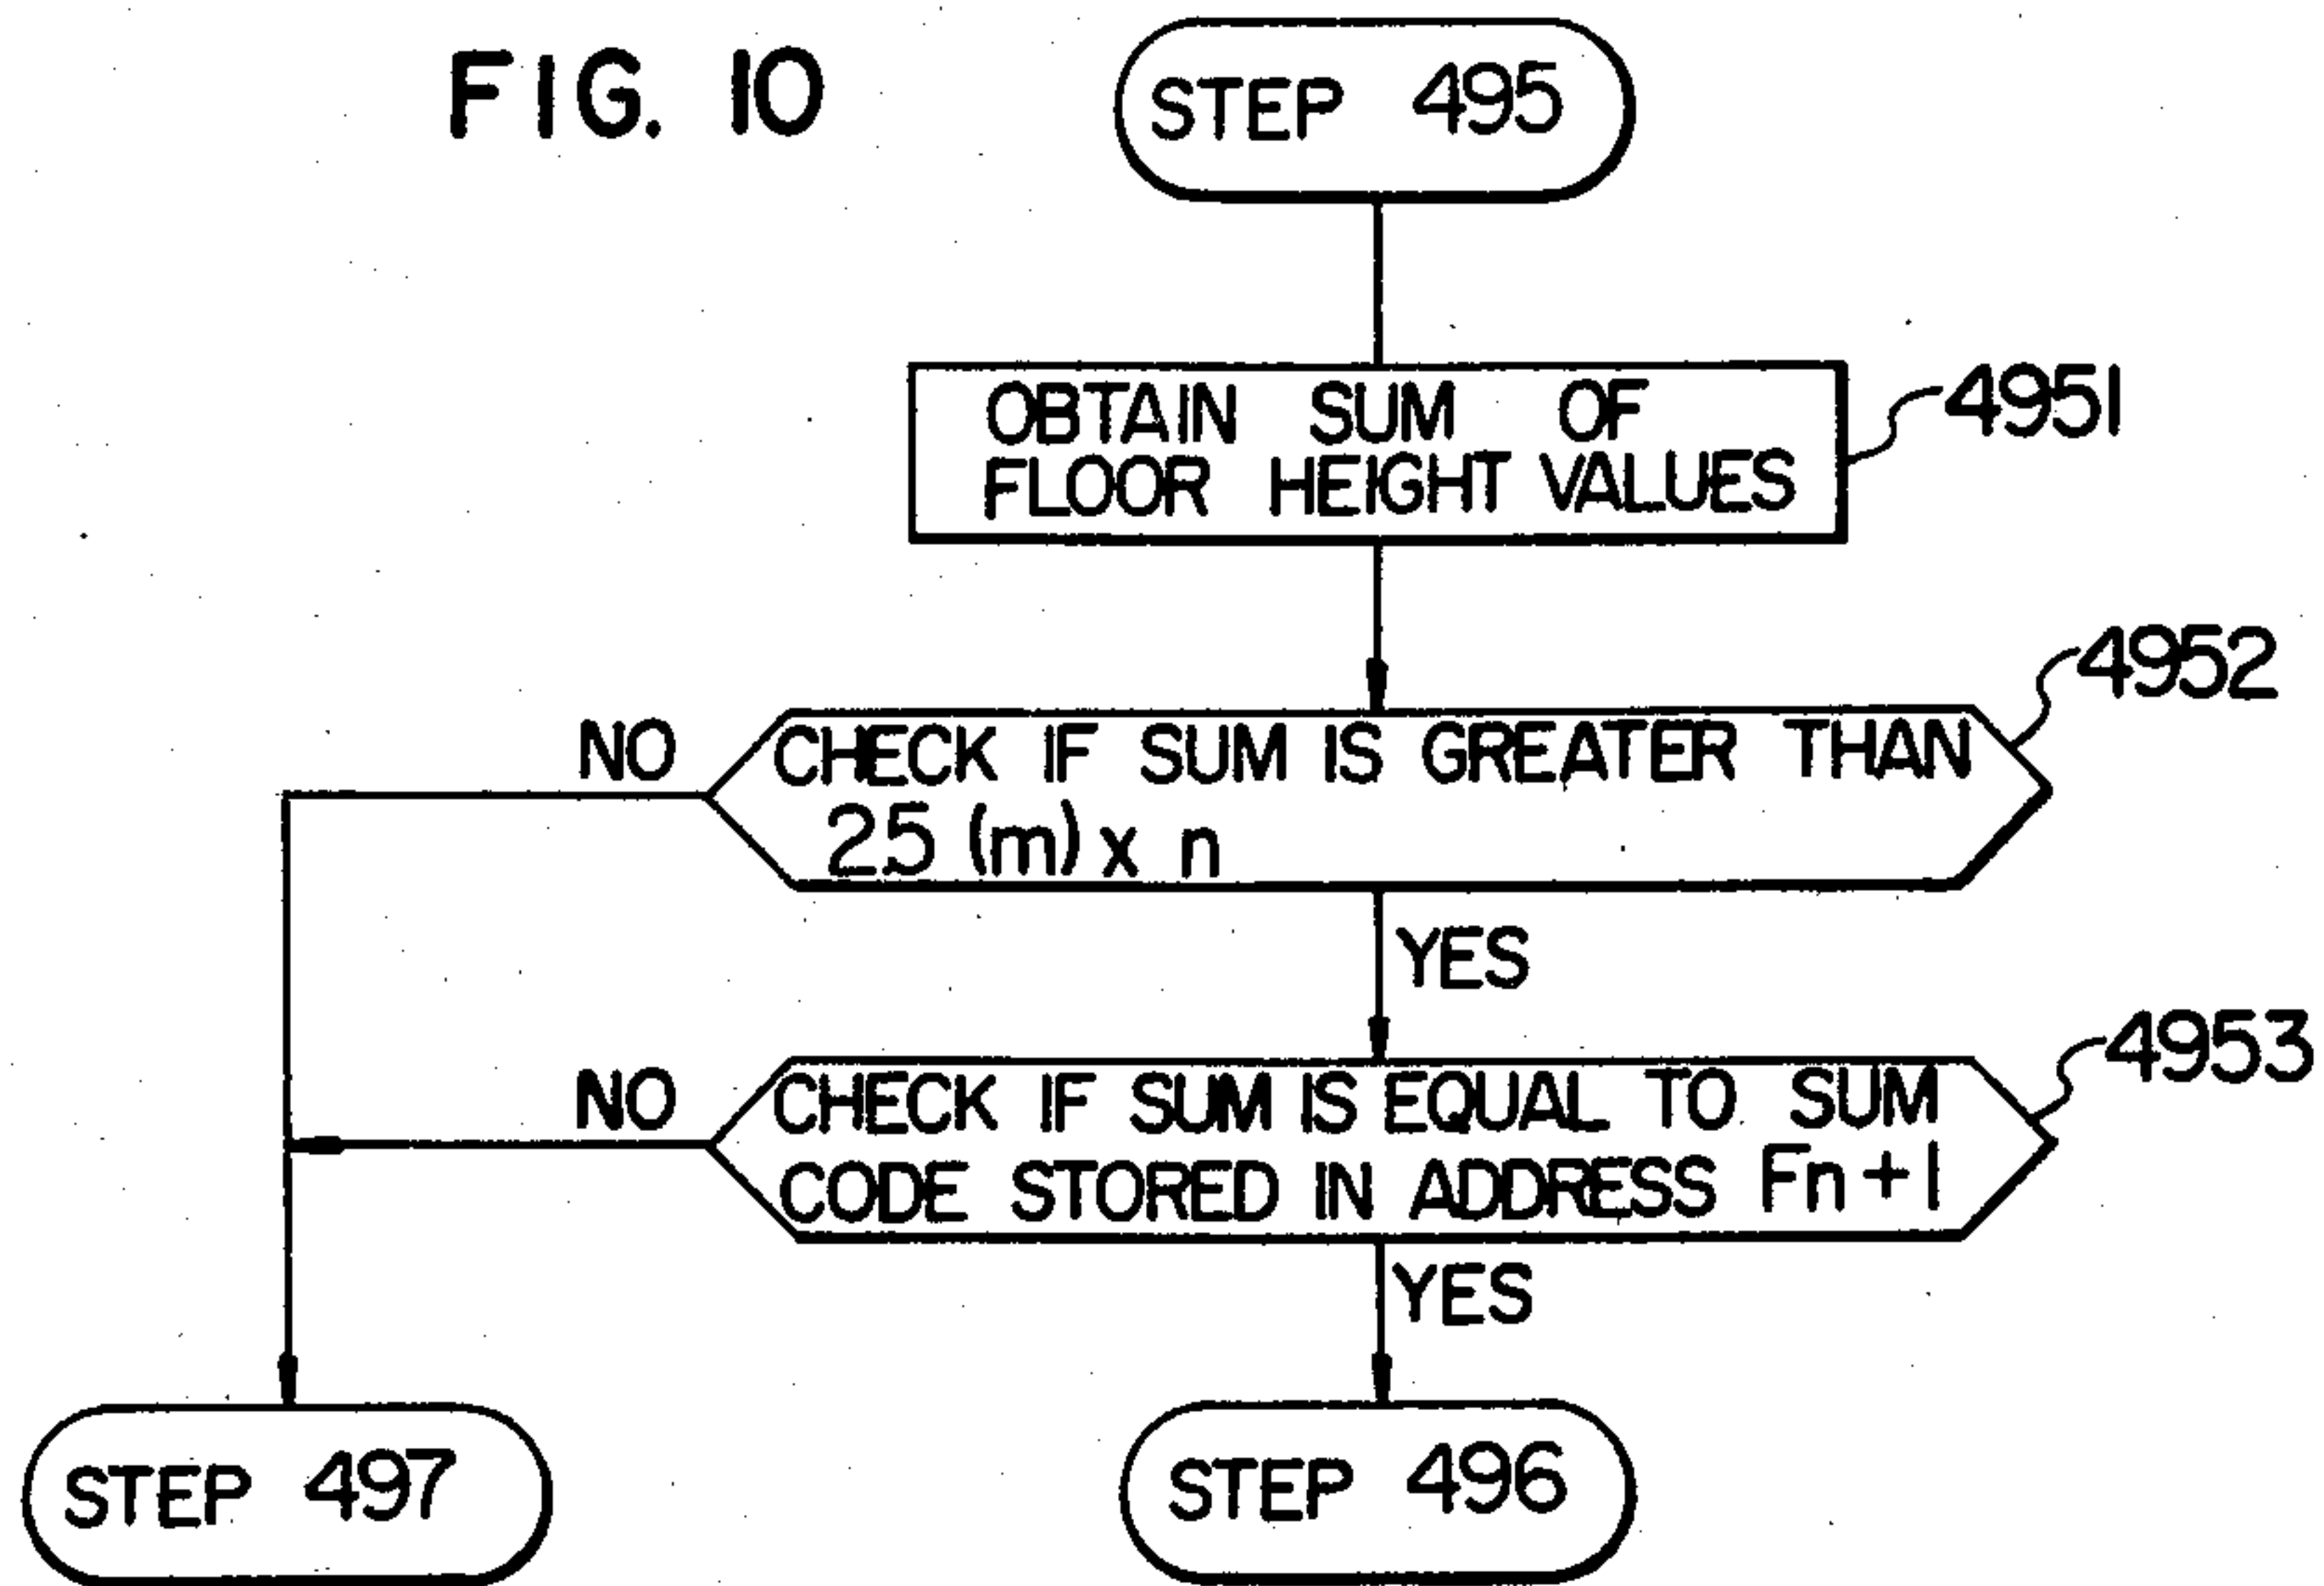 FIG. 10
STEP 495
OBTAIN SUM OF
FLOOR HEIGHT VALUES
4951
4952
NO
CHECK IF SUM IS GREATER THAN
2.5 (m) x n
YES
4953
NO
CHECK IF SUM IS EQUAL TO SUM
CODE STORED IN ADDRESS Fn+1
YES
STEP 497
STEP 496